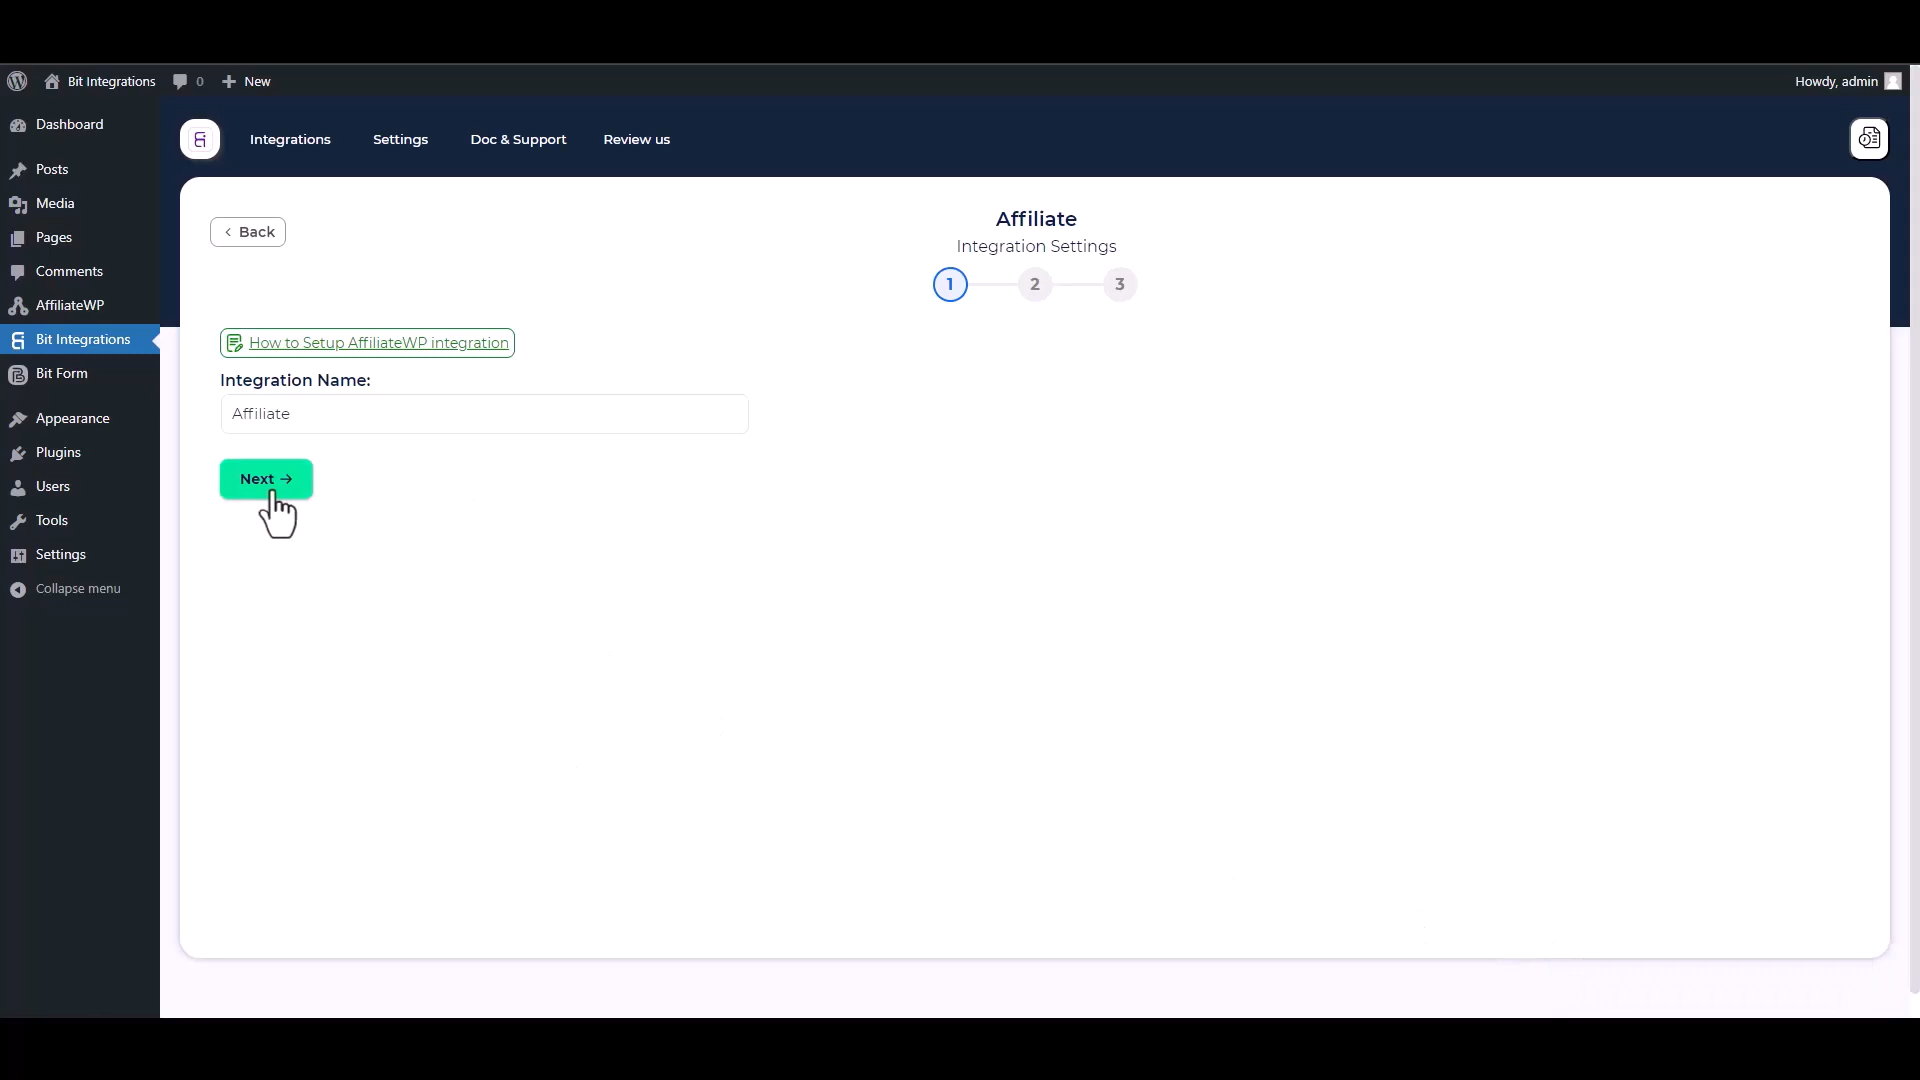 Bit Integrations
0
New
Howdy, admin
Dashboard
Posts
Media
Pages
Comments
AffiliateWP
Bit Integrations
Bit Form
Appearance
Plugins
Users
Tools
Settings
Collapse menu
Integrations
Settings
Doc & Support
Review us
Back
Affiliate
Integration Settings
1
2
3
How to Setup AffiliateWP integration
Integration Name:
Affiliate
Next →